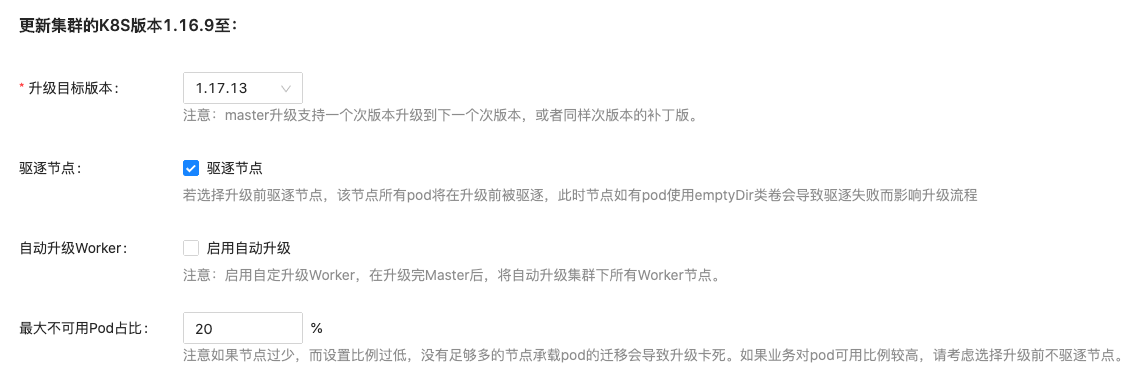 更新集群的K8S版本1.16.9至：
* 升级目标版本： 1.17.13
注意：master升级支持一个次版本升级到下一个次版本，或者同样次版本的补丁版。
驱逐节点： 驱逐节点
若选择升级前驱逐节点，该节点所有pod将在升级前被驱逐，此时节点如有pod使用emptyDir类卷会导致驱逐失败而影响升级流程
自动升级Worker： 启用自动升级
注意：启用自定升级Worker，在升级完Master后，将自动升级集群下所有Worker节点。
最大不可用Pod占比： 20 %
注意如果节点过少，而设置比例过低，没有足够多的节点承载pod的迁移会导致升级卡死。如果业务对pod可用比例较高，请考虑选择升级前不驱逐节点。